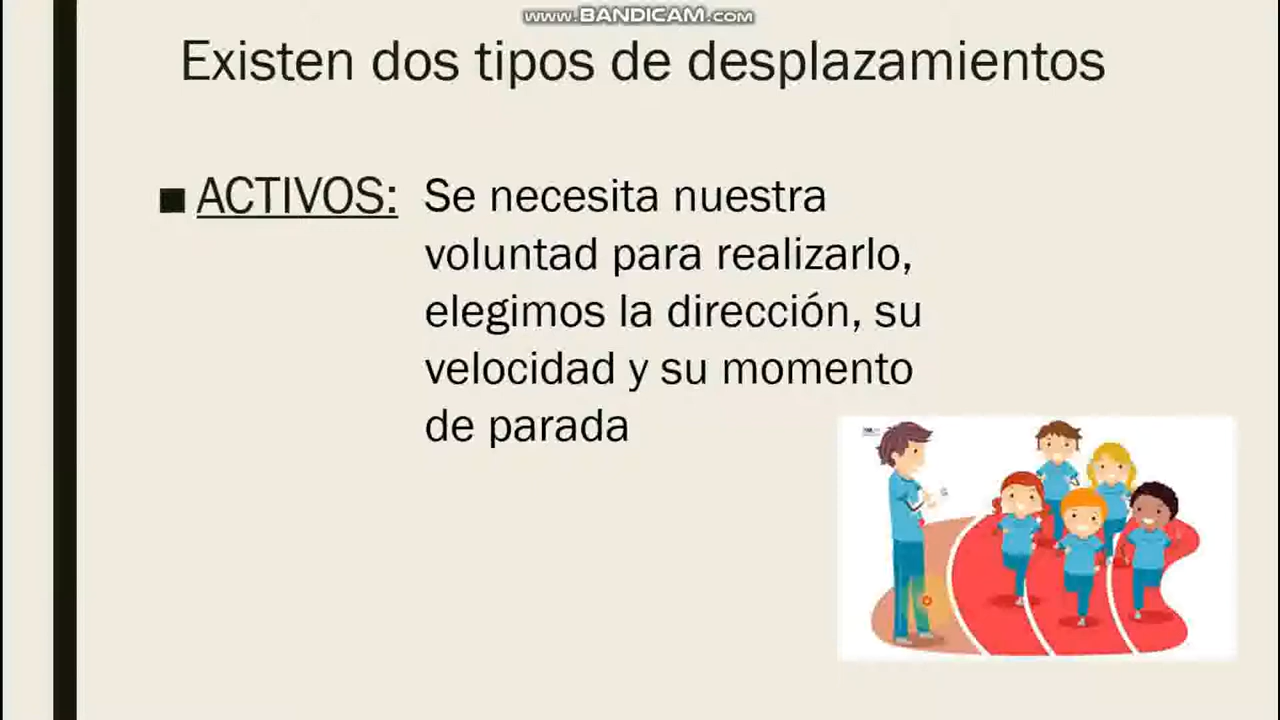 www.BANDICAM.com
Existen dos tipos de desplazamientos
ACTIVOS: Se necesita nuestra
voluntad para realizarlo,
elegimos la dirección, su
velocidad y su momento
de parada